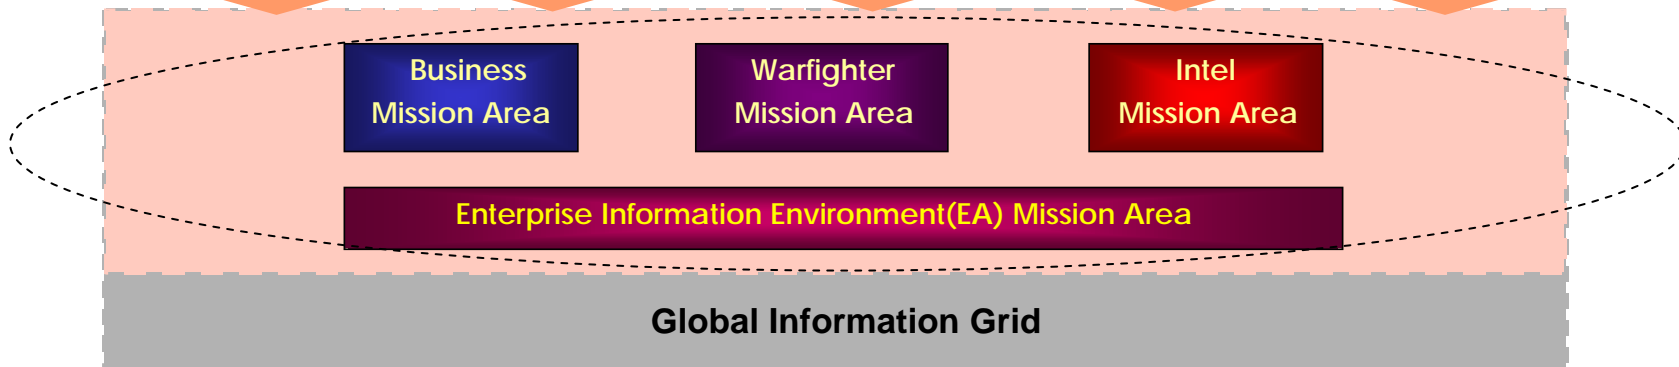 Business
Mission Area
Warfighter
Mission Area
Intel
Mission Area
Enterprise Information Environment(EA) Mission Area
Global Information Grid